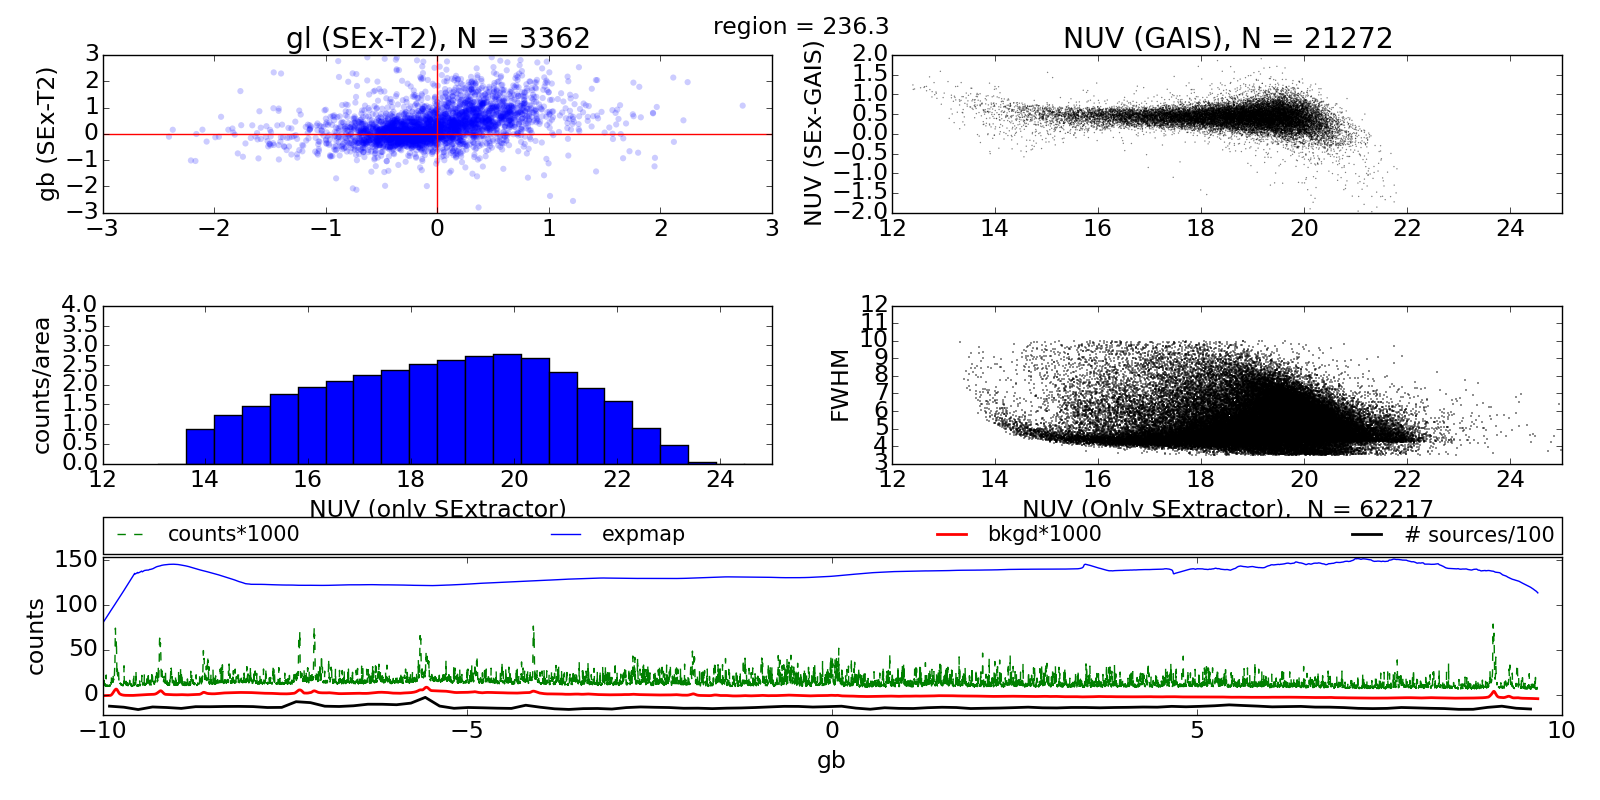 region = 236.3
gl (SEx-T2), N = 3362
gb (SEx-T2)
3
2
1
0
−1
−2
−3
−3 −2 −1 0 1 2 3
NUV (GAIS), N = 21272
NUV (SEx-GAIS)
2.0
1.5
1.0
0.5
0.0
−0.5
−1.0
−1.5
−2.0
12 14 16 18 20 22 24
counts/area
4.0
3.5
3.0
2.5
2.0
1.5
1.0
0.5
0.0
12 14 16 18 20 22 24
NUV (only SExtractor)
FWHM
12
11
10
9
8
7
6
5
4
3
12 14 16 18 20 22 24
NUV (Only SExtractor), N = 62217
counts*1000 expmap bkgd*1000 # sources/100
counts
150
100
50
0
−10 −5 0 5 10
gb